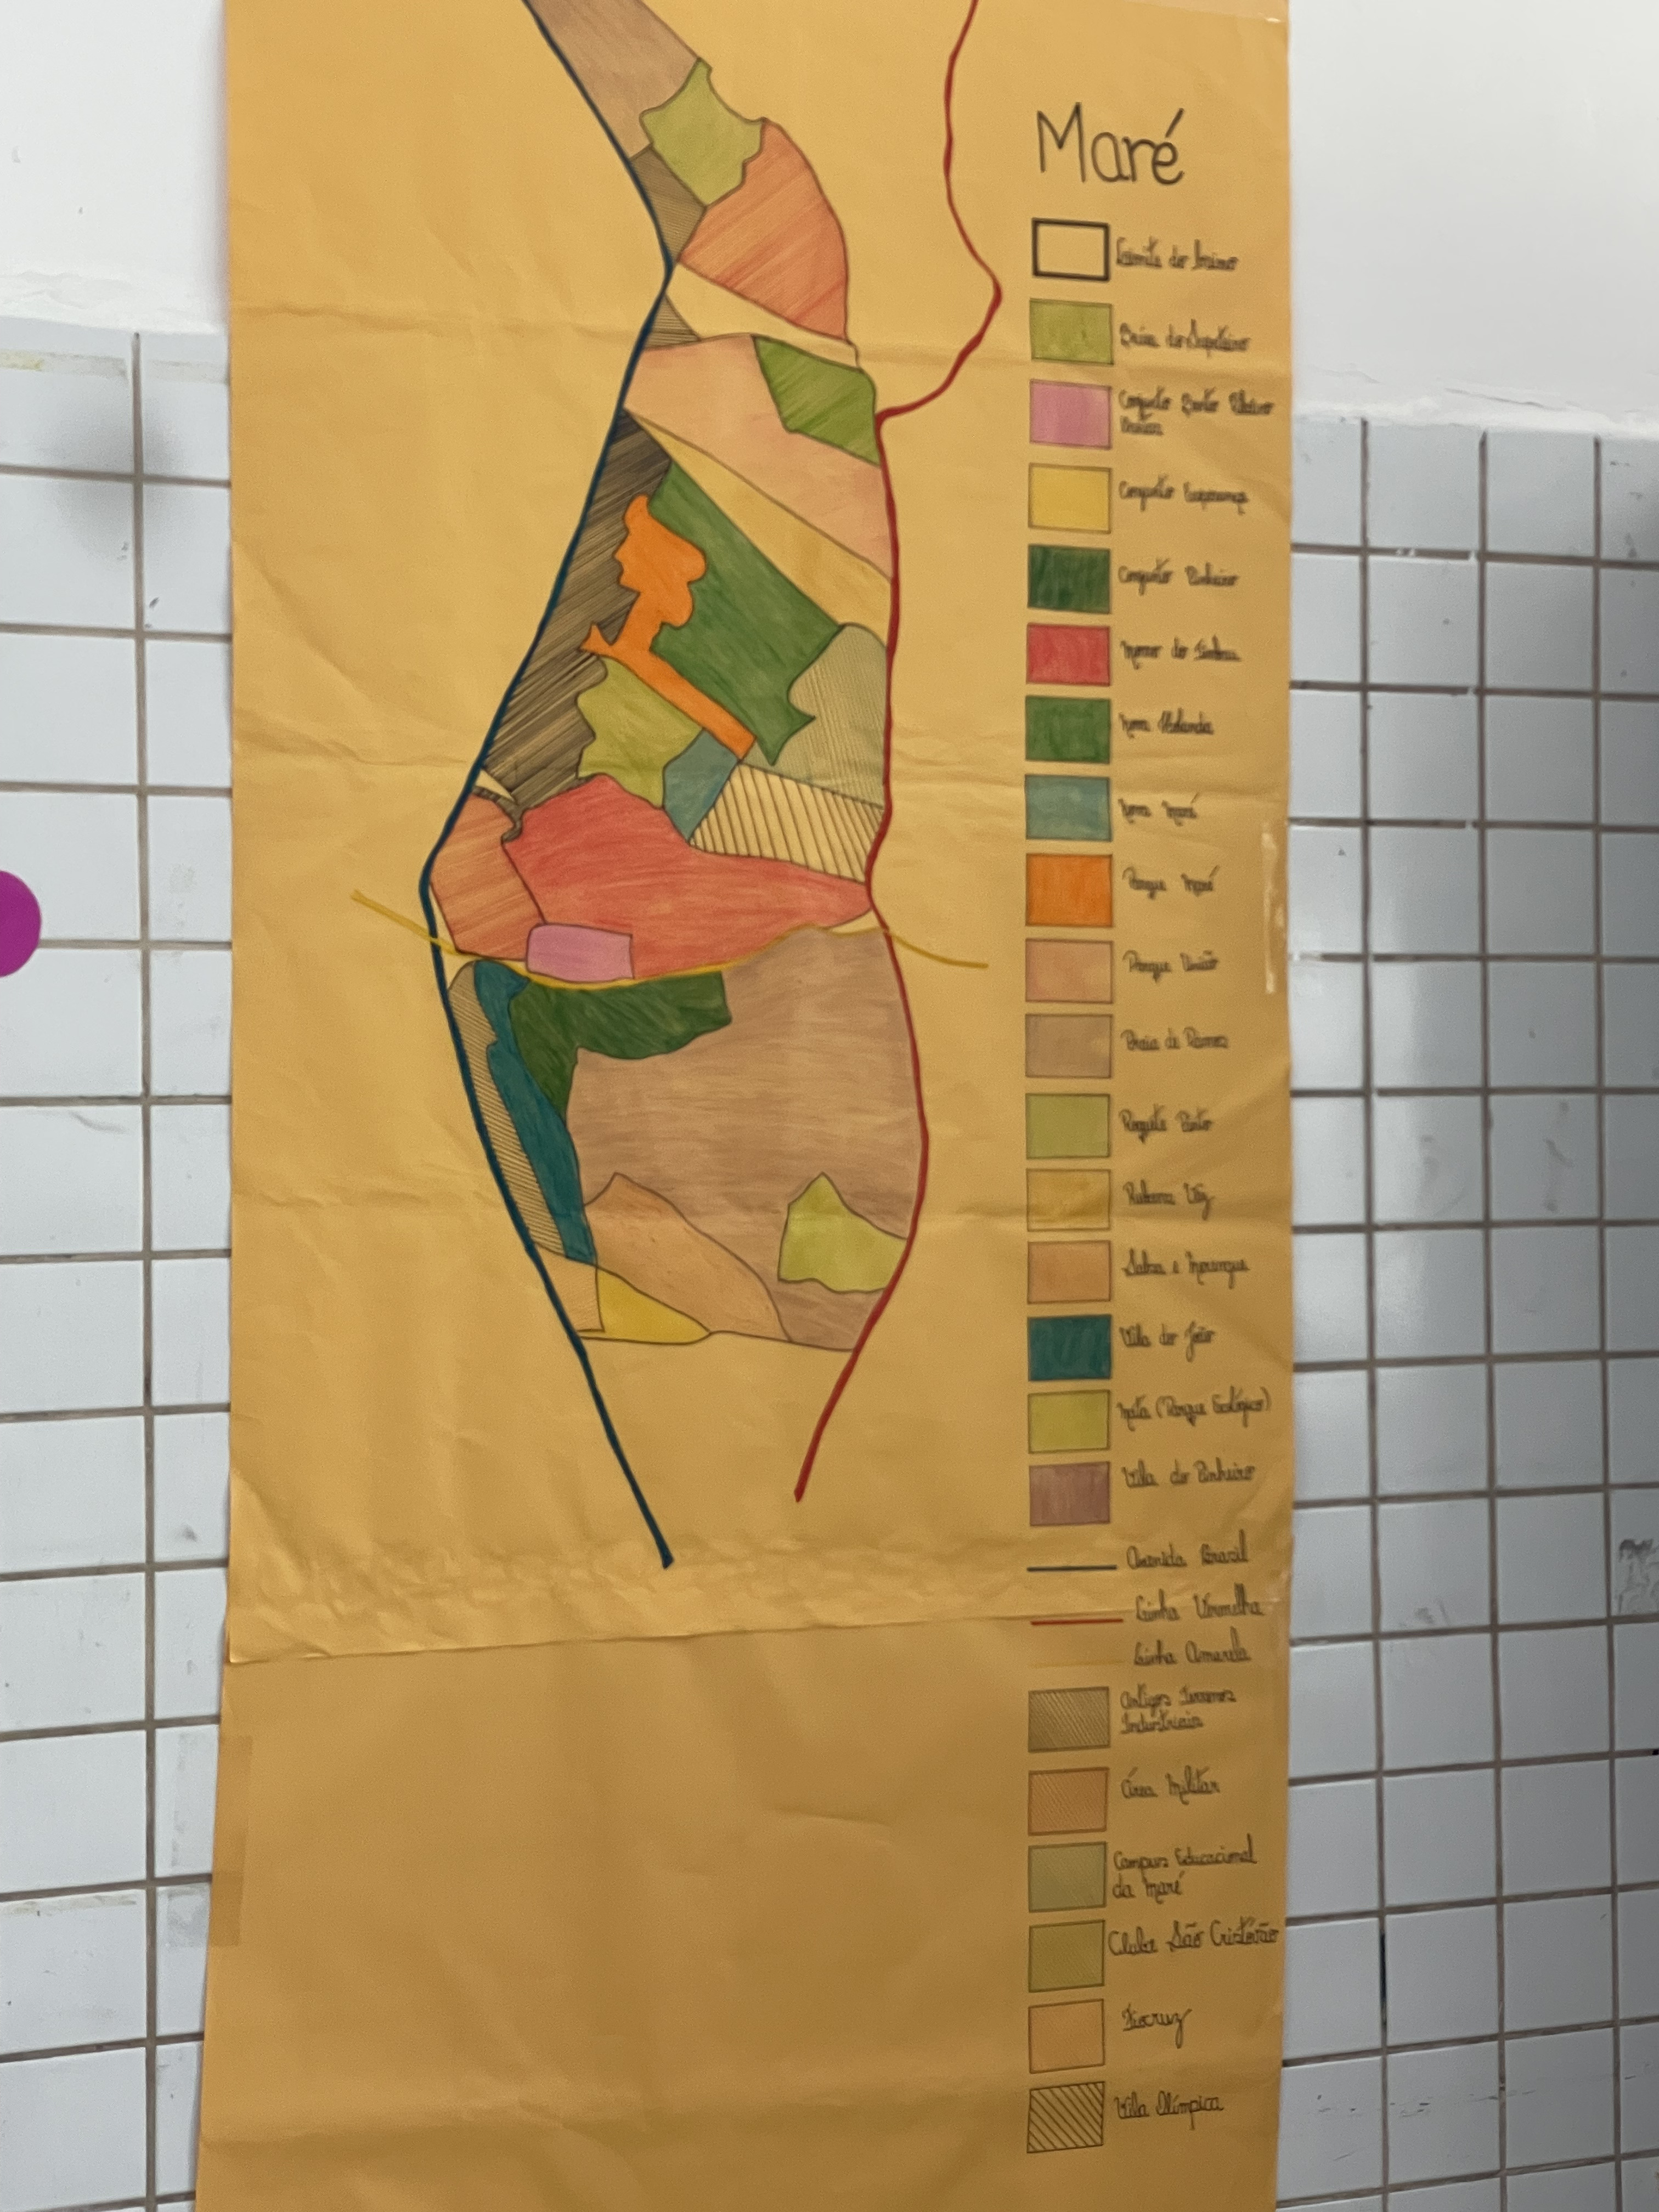 Maré
Limite do bairro
Baixa do Sapateiro
Conjunto Bento Ribeiro
Dantas
Conjunto Esperança
Conjunto Pinheiro
Morro do Timbau
Nova Holanda
Nova Maré
Parque Maré
Parque União
Praia de Ramos
Roquete Pinto
Rubens Vaz
Salsa e Merengue
Vila do João
Mata (Parque Ecológico)
Vila do Pinheiro
Avenida Brasil
Linha Vermelha
Linha Amarela
Antigos Terrenos
Industriais
Área Militar
Campus Educacional
da Maré
Clube São Cristóvão
Fiocruz
Vila Olímpica